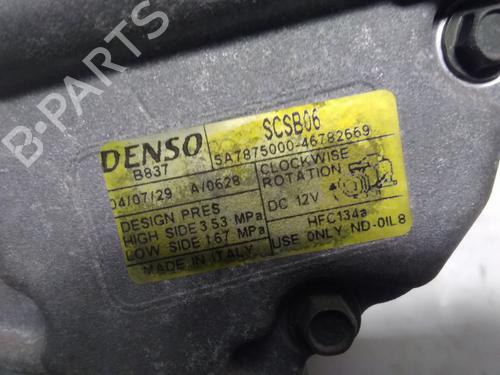 SCSB06
DENSO
B837
SA7875000-46782669
04/07/29 A/0628
CLOCKWISE
ROTATION
DESIGN PRES
HIGH SIDE 3.53 MPa
LOW SIDE 1.67 MPa
DC 12V
HFC134a
MADE IN ITALY
USE ONLY ND-OIL8
B-PARTS